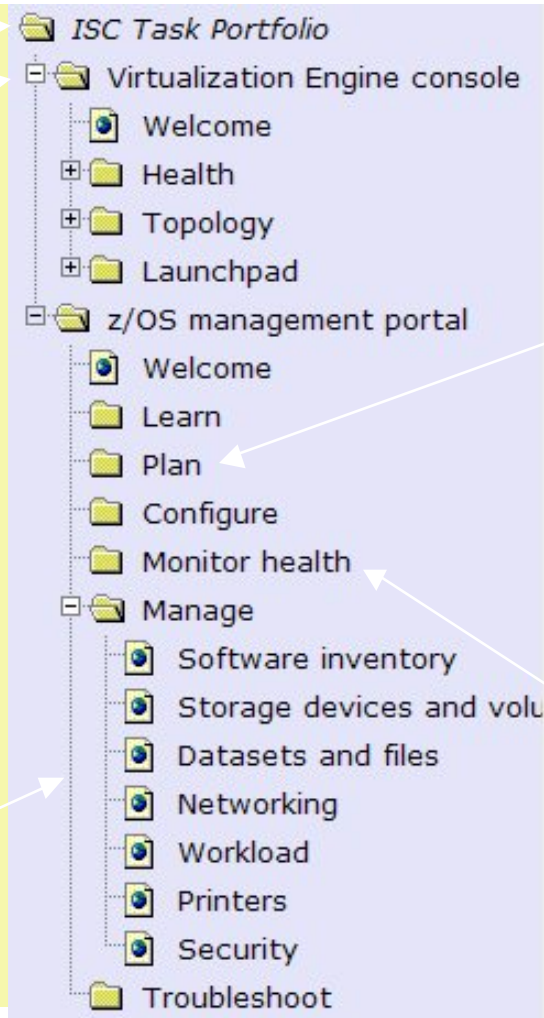 ISC Task Portfolio
Virtualization Engine console
Welcome
Health
Topology
Launchpad
z/OS management portal
Welcome
Learn
Plan
Configure
Monitor health
Manage
Software inventory
Storage devices and volu
Datasets and files
Networking
Workload
Printers
Security
Troubleshoot